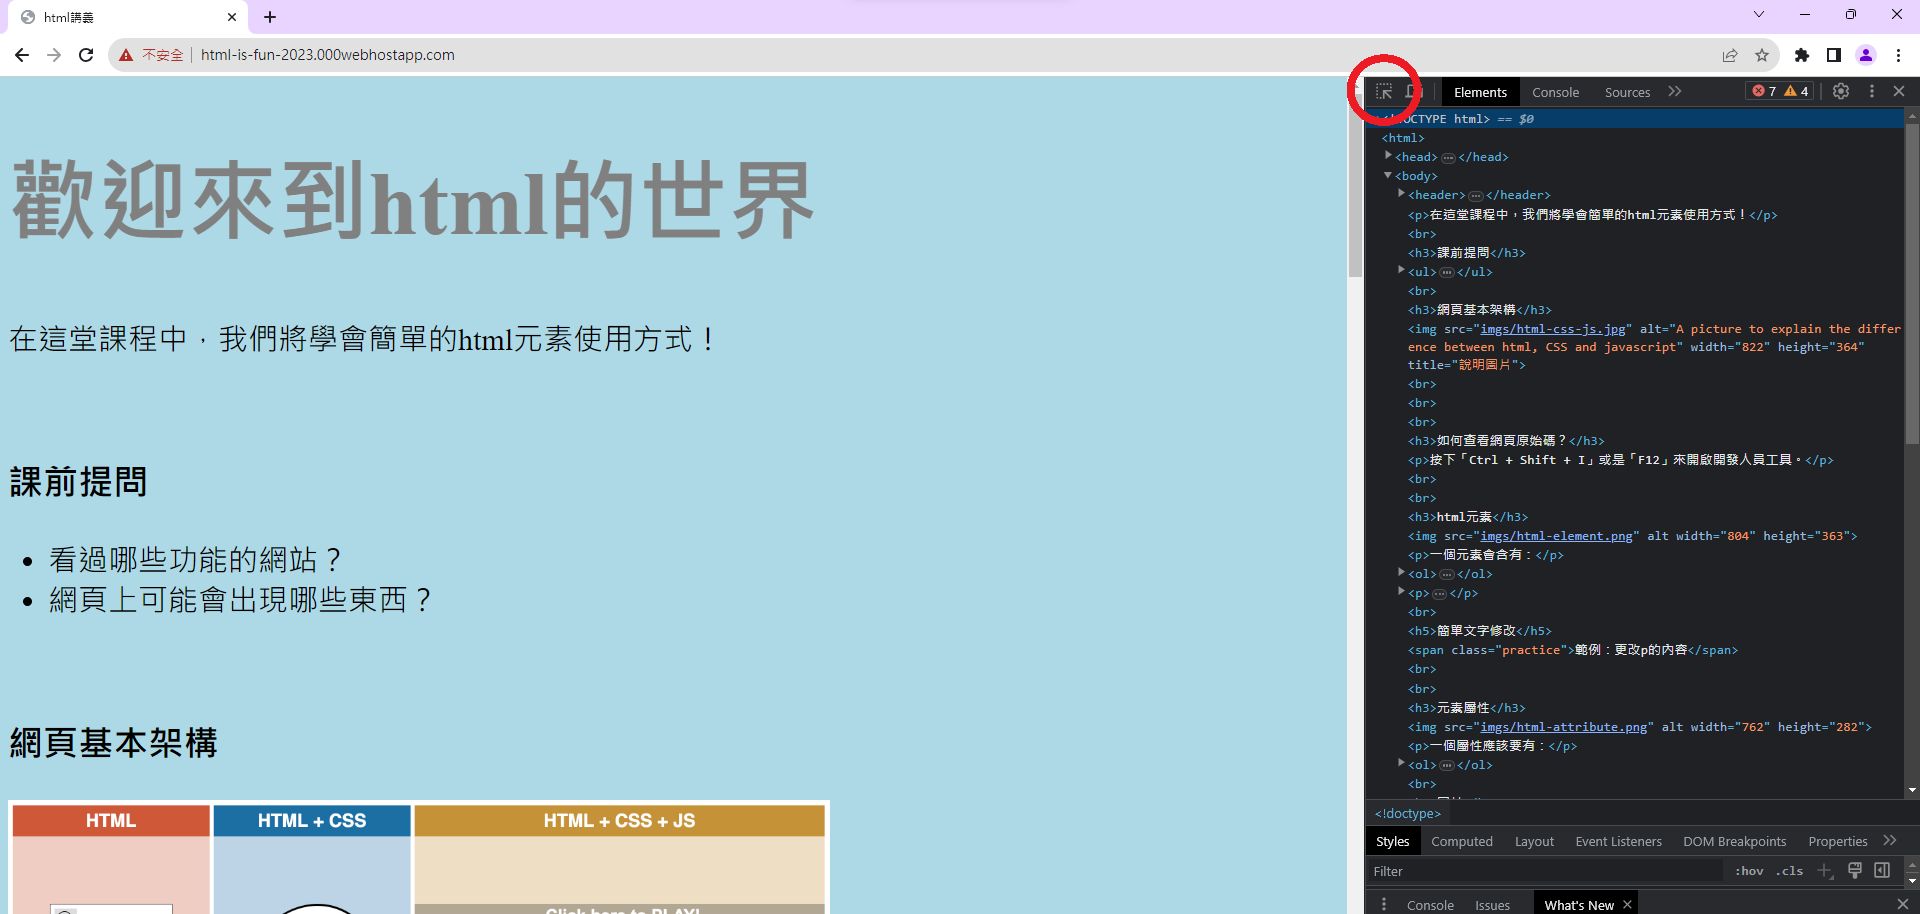 html講義
不安全 html-is-fun-2023.000webhostapp.com
歡迎來到html的世界
在這堂課程中，我們將學會簡單的html元素使用方式！
課前提問
看過哪些功能的網站？
網頁上可能會出現哪些東西？
網頁基本架構
HTML
HTML + CSS
HTML + CSS + JS
Click here to PLAY!
Elements Console Sources 7 4
OCTYPE html> == $0
<html>
<head> … </head>
<body>
<header> … </header>
<p>在這堂課程中，我們將學會簡單的html元素使用方式！</p>
<br>
<h3>課前提問</h3>
<ul> … </ul>
<br>
<h3>網頁基本架構</h3>
<img src="imgs/html-css-js.jpg" alt="A picture to explain the differ
ence between html, CSS and javascript" width="822" height="364"
title="說明圖片">
<br>
<br>
<br>
<h3>如何查看網頁原始碼？</h3>
<p>按下「Ctrl + Shift + I」或是「F12」來開啟開發人員工具。</p>
<br>
<br>
<h3>html元素</h3>
<img src="imgs/html-element.png" alt width="804" height="363">
<p>一個元素會含有：</p>
<ol> … </ol>
<p> … </p>
<br>
<h5>簡單文字修改</h5>
<span class="practice">範例：更改p的內容</span>
<br>
<br>
<h3>元素屬性</h3>
<img src="imgs/html-attribute.png" alt width="762" height="282">
<p>一個屬性應該要有：</p>
<ol> … </ol>
<br>
<!doctype>
Styles Computed Layout Event Listeners DOM Breakpoints Properties
Filter :hov .cls
Console Issues What's New